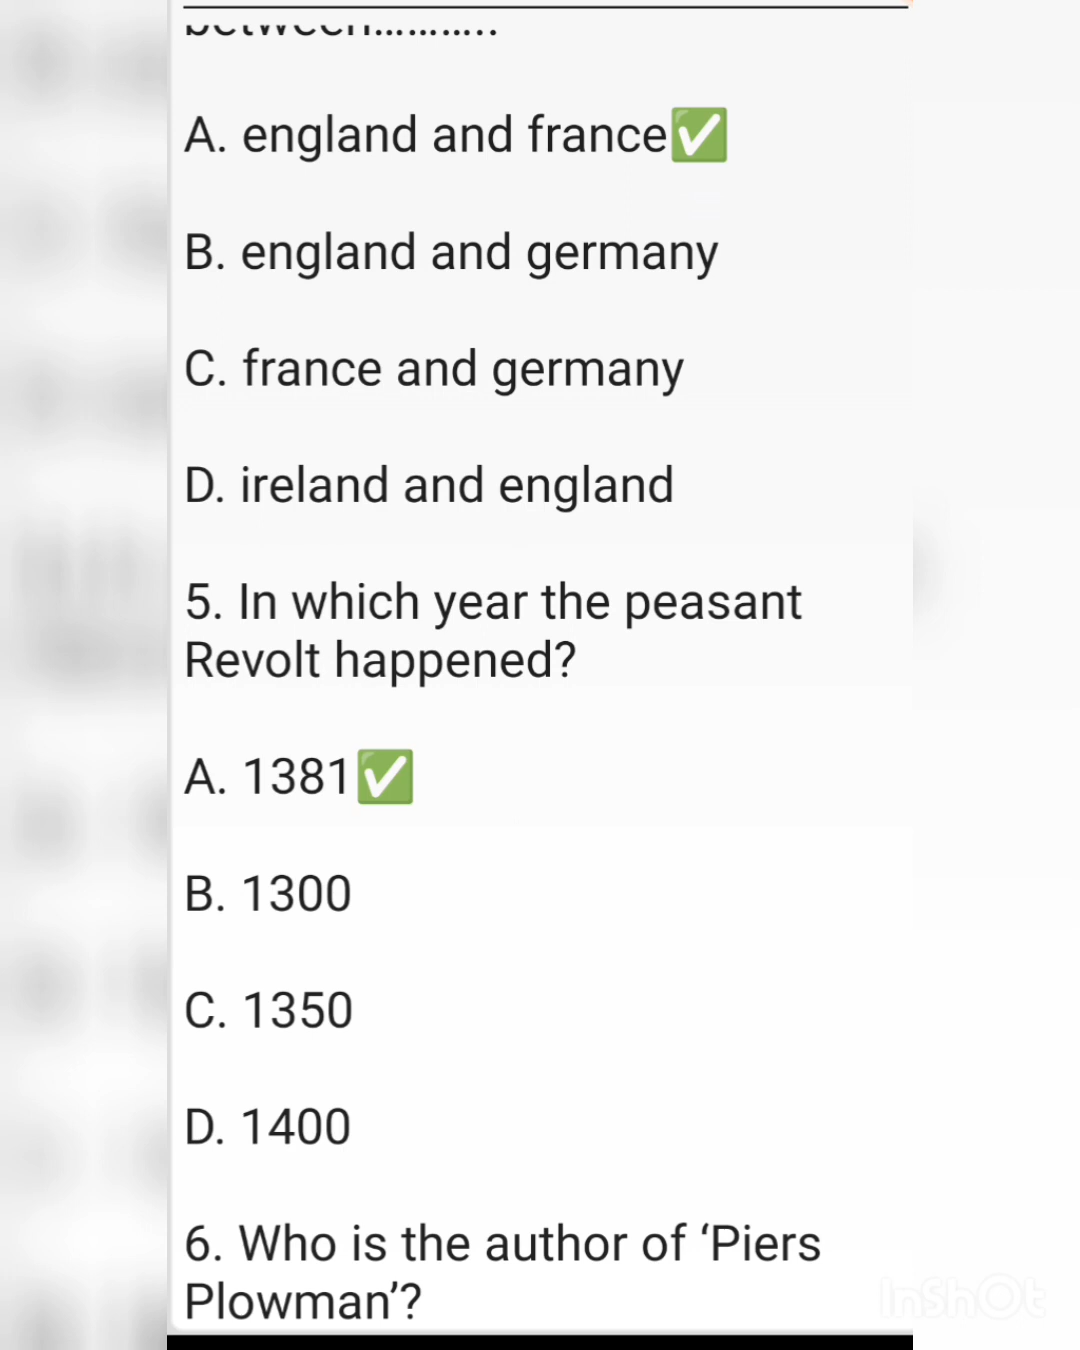 A. england and france✅
B. england and germany
C. france and germany
D. ireland and england
5. In which year the peasant
Revolt happened?
A. 1381✅
B. 1300
C. 1350
D. 1400
6. Who is the author of ‘Piers
Plowman’?
InShOt